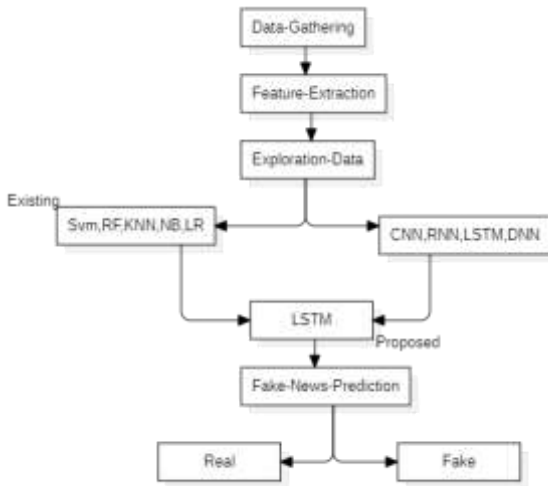 Data-Gathering
Feature-Extraction
Exploration-Data
Existing
Svm,RF,KNN,NB,LR
CNN,RNN,LSTM,DNN
LSTM
Proposed
Fake-News-Prediction
Real
Fake